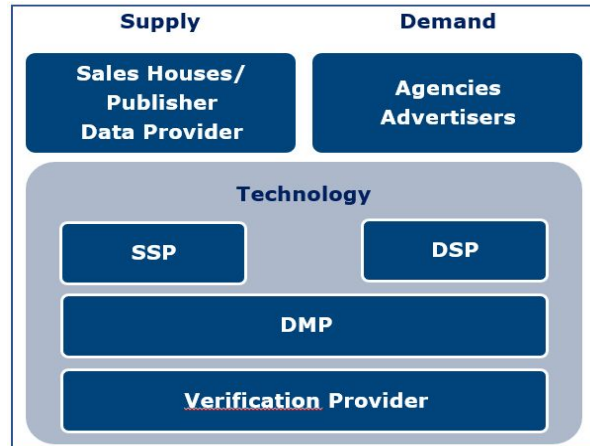 Supply
Demand
Sales Houses/
Publisher
Data Provider
Agencies
Advertisers
Technology
SSP
DSP
DMP
Verification Provider